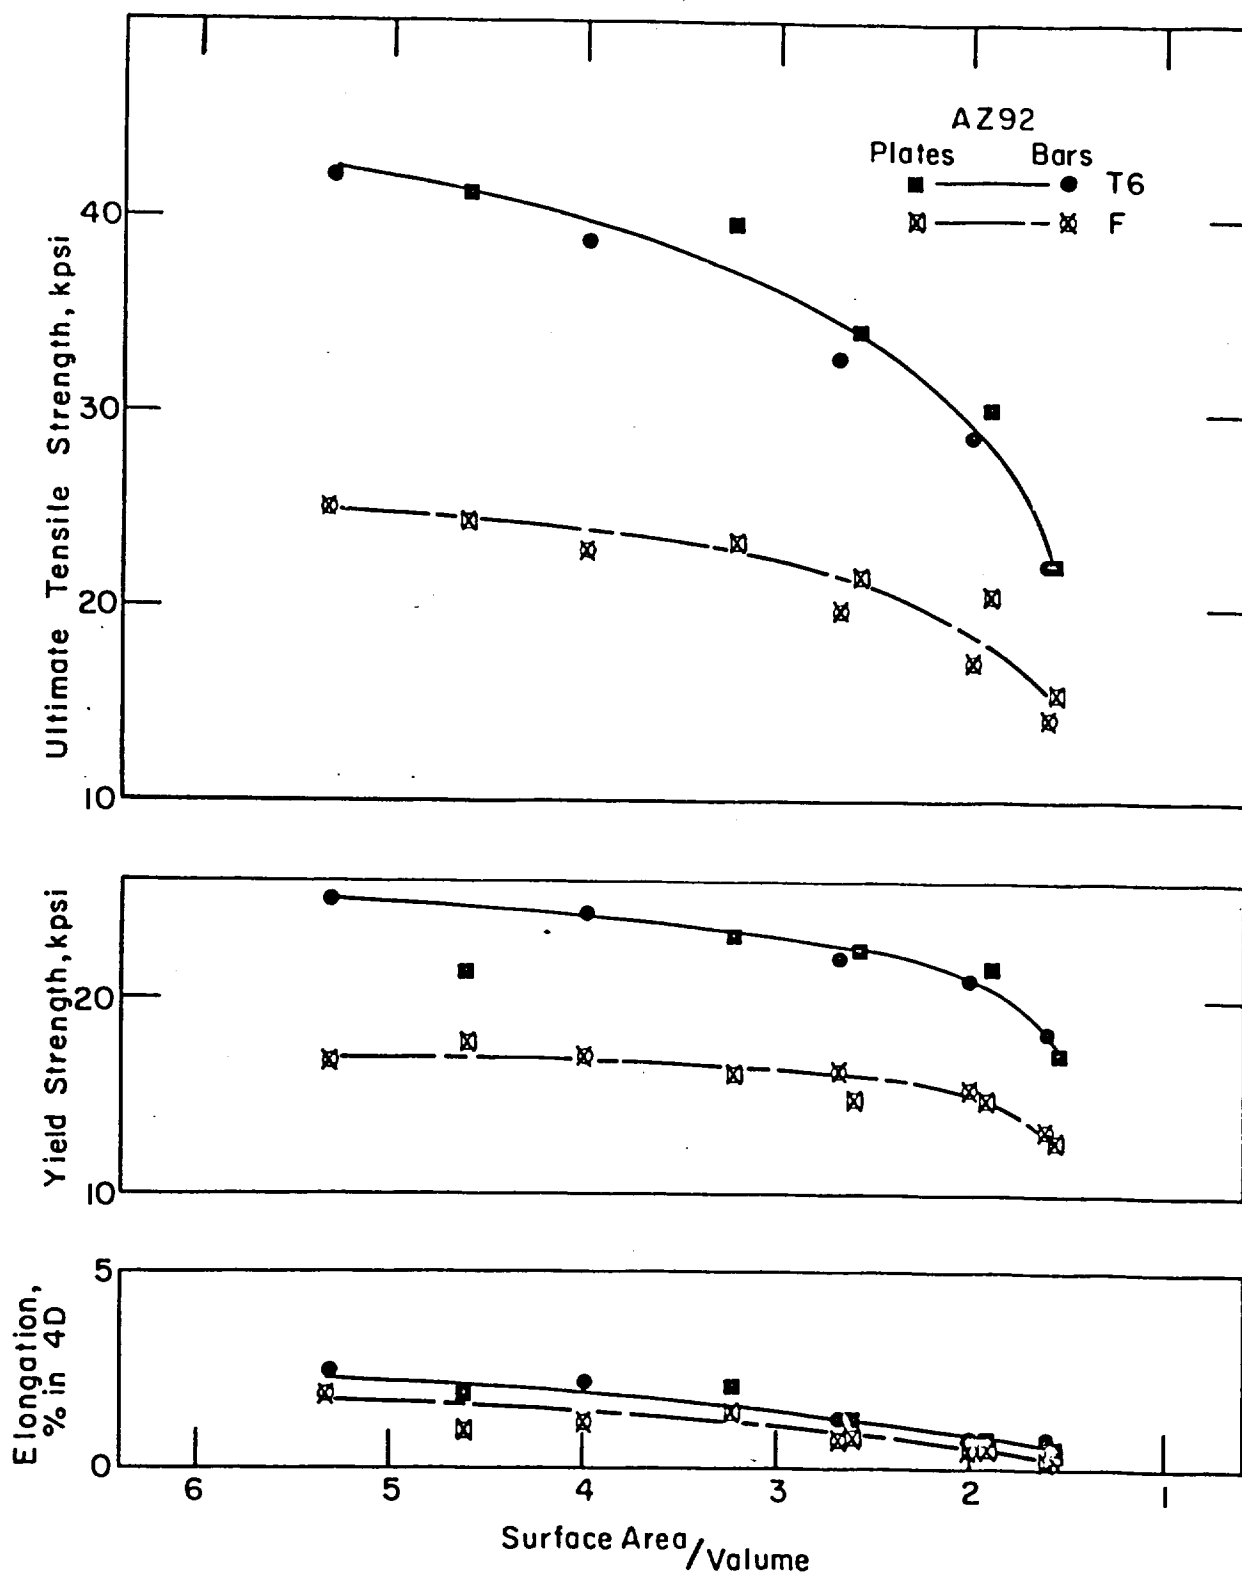 AZ92
Plates Bars
T6
F
Ultimate Tensile Strength, kpsi
40
30
20
10
Yield Strength, kpsi
20
10
Elongation,
% in 4D
5
0
6 5 4 3 2 1
Surface Area/Volume